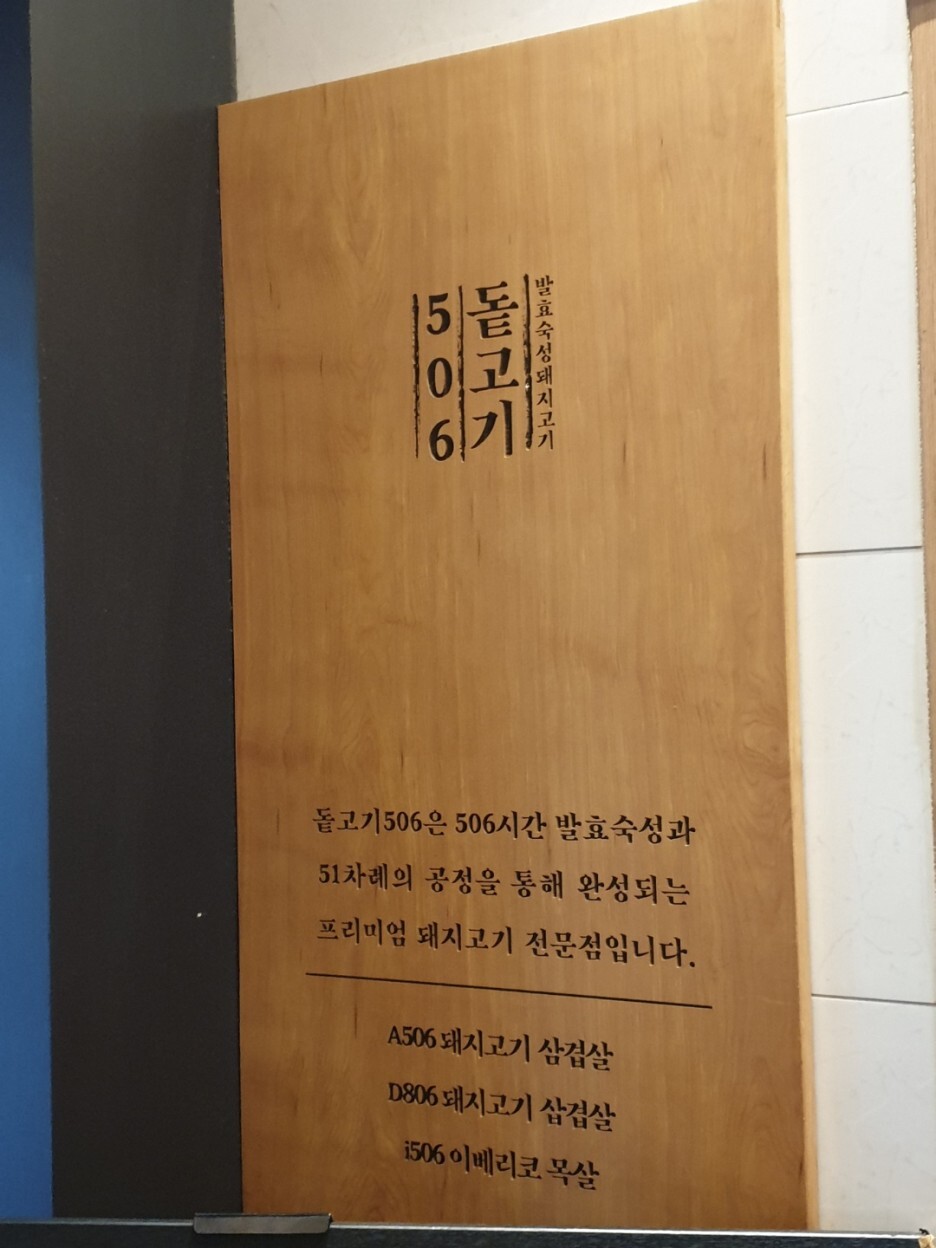 발효숙성돼지고기
돝고기
506
돝고기506은 506시간 발효숙성과
51차례의 공정을 통해 완성되는
프리미엄 돼지고기 전문점입니다.
A506 돼지고기 삼겹살
D806 돼지고기 삽겹살
i506 이베리코 목살